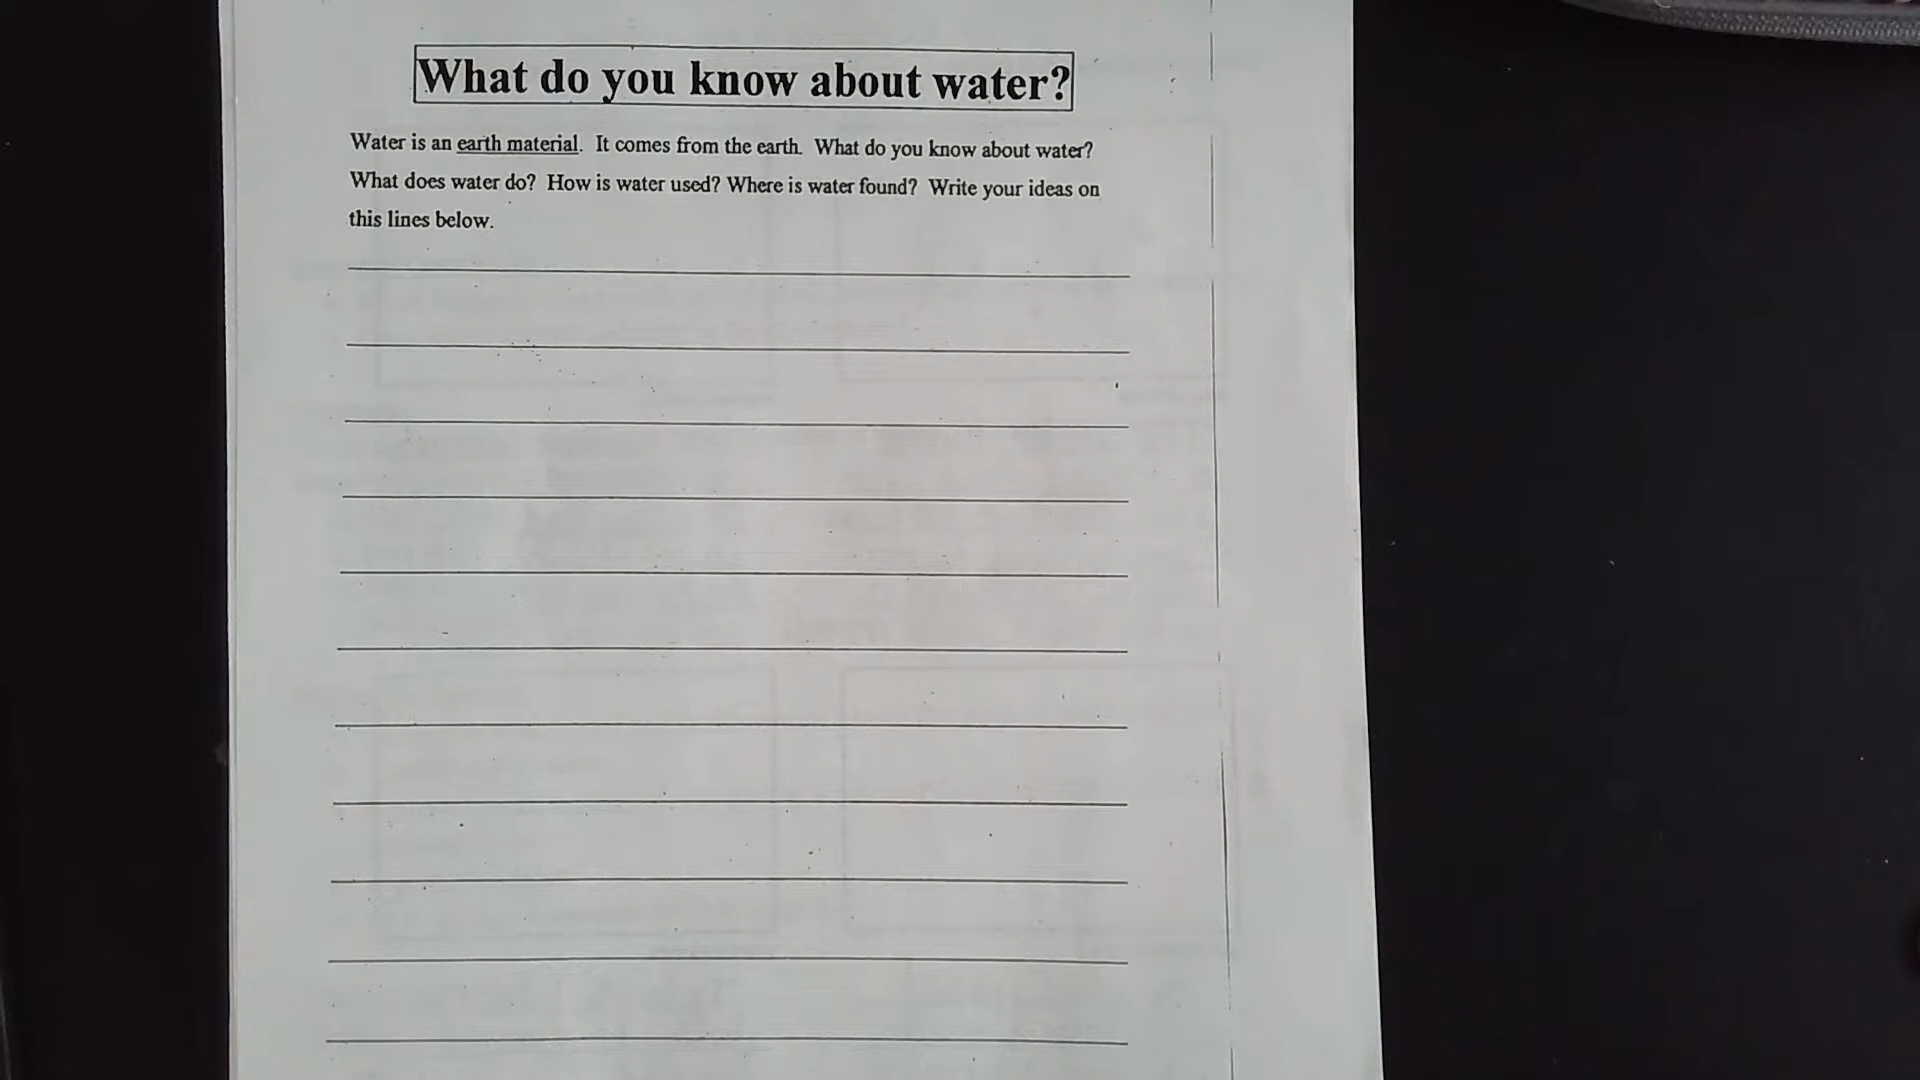 What do you know about water?
Water is an earth material. It comes from the earth. What do you know about water?
What does water do? How is water used? Where is water found? Write your ideas on
this lines below.